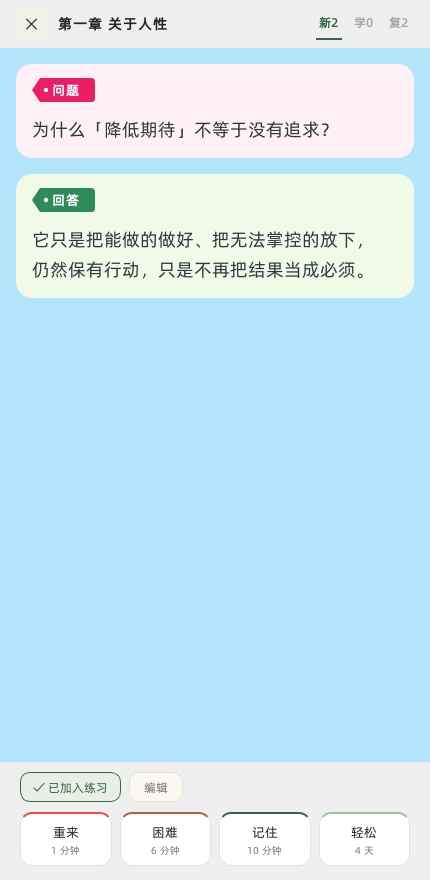 第一章 关于人性
新2 学0 复2
问题
为什么「降低期待」不等于没有追求？
回答
它只是把能做的做好、把无法掌控的放下，
仍然保有行动，只是不再把结果当成必须。
已加入练习 编辑
重来 困难 记住 轻松
1 分钟 6 分钟 10 分钟 4 天